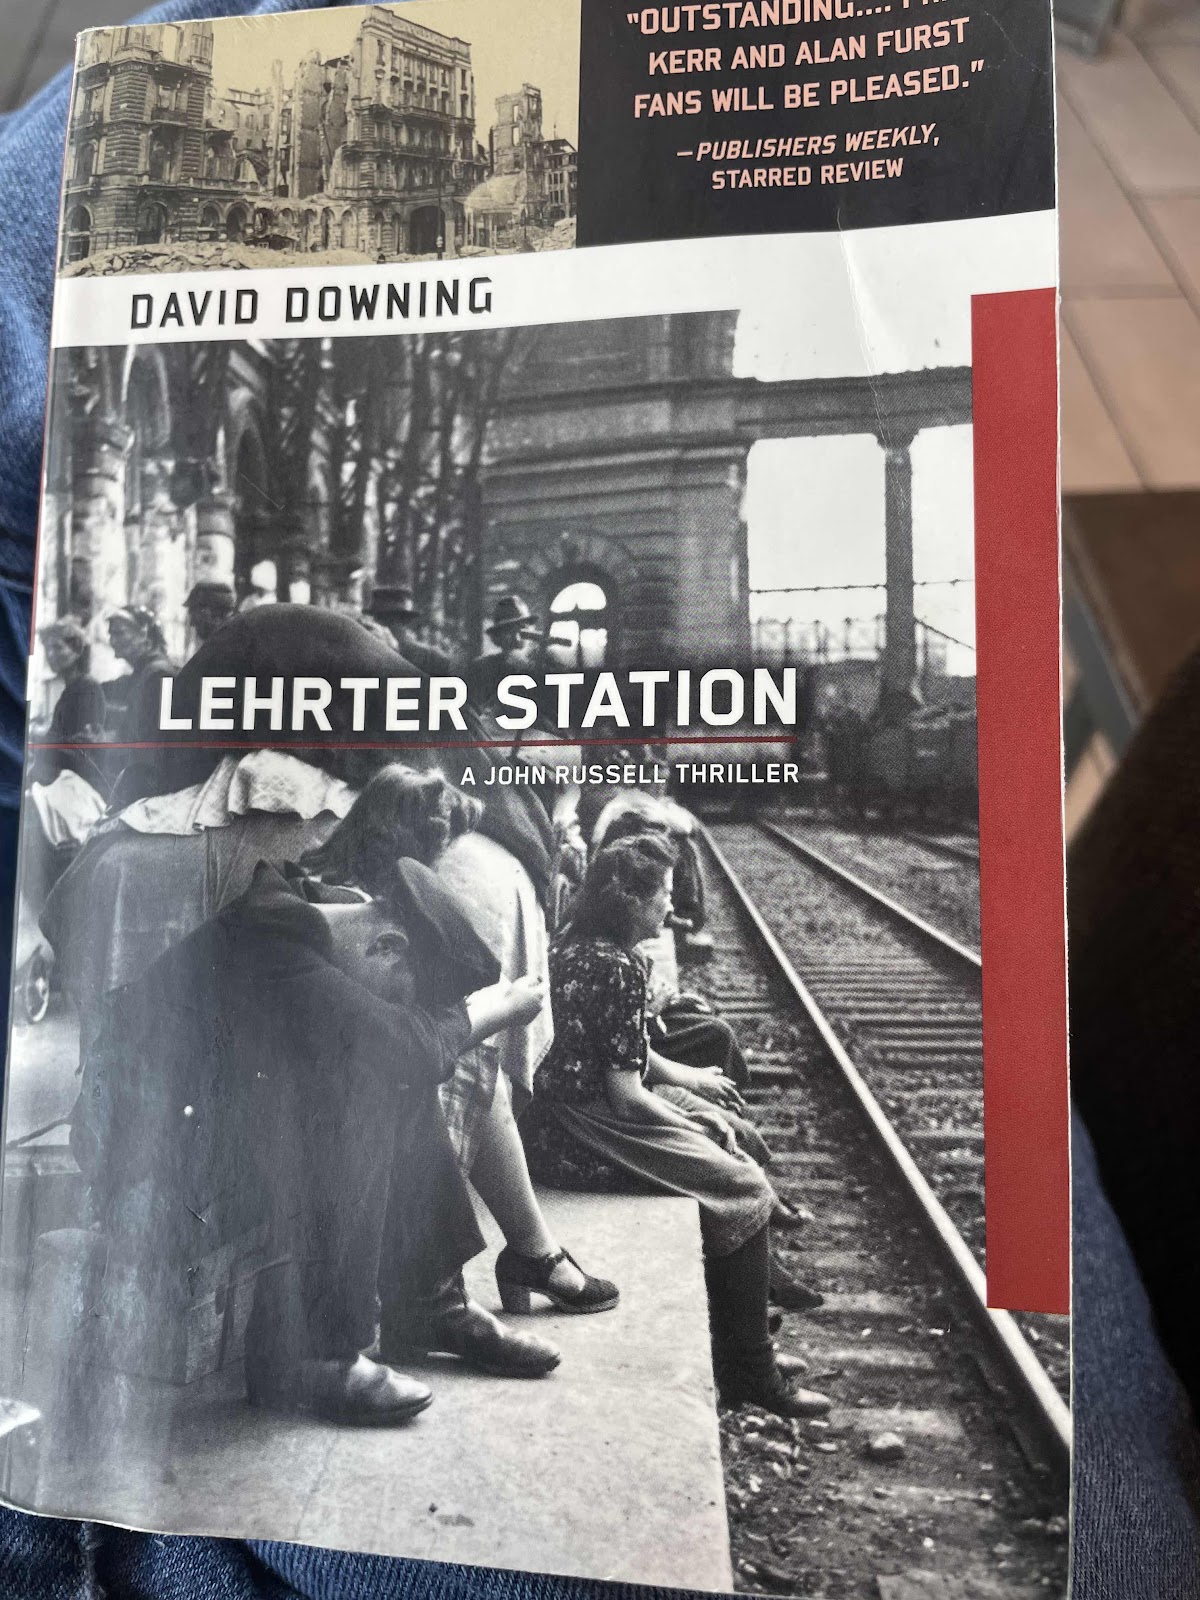 "OUTSTANDING....
KERR AND ALAN FURST
FANS WILL BE PLEASED."
—PUBLISHERS WEEKLY,
STARRED REVIEW
DAVID DOWNING
LEHRTER STATION
A JOHN RUSSELL THRILLER